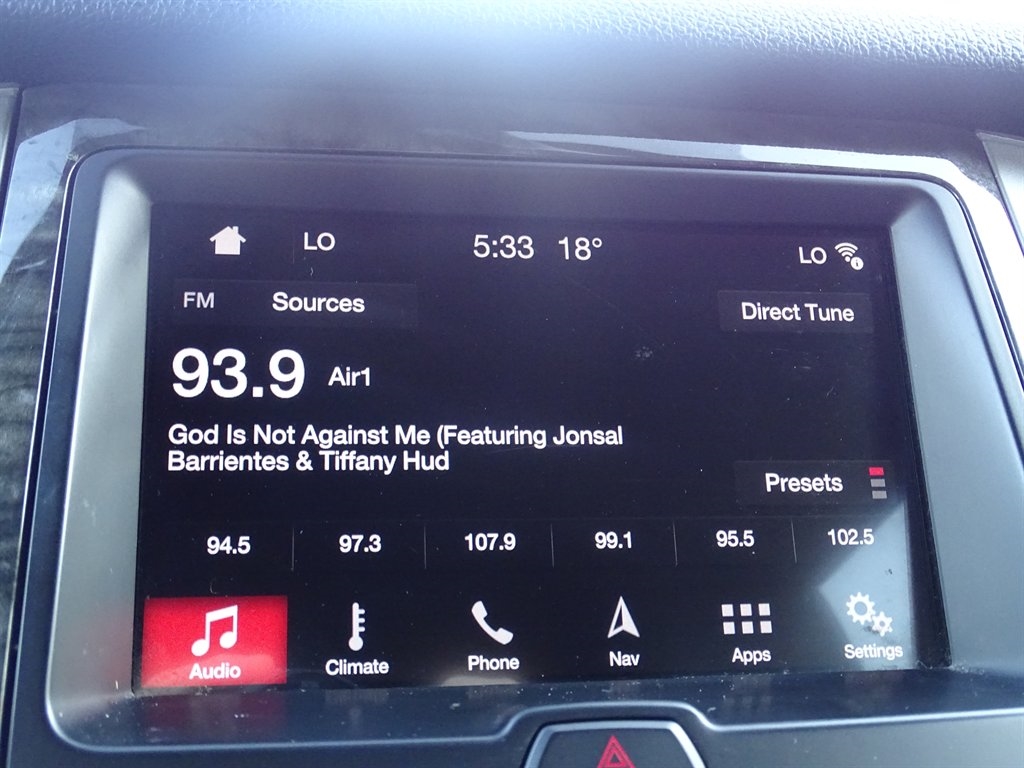 LO 5:33 18° LO
FM Sources Direct Tune
93.9 Air1
God Is Not Against Me (Featuring Jonsal
Barrientes & Tiffany Hud
Presets
94.5 97.3 107.9 99.1 95.5 102.5
Audio Climate Phone Nav Apps Settings